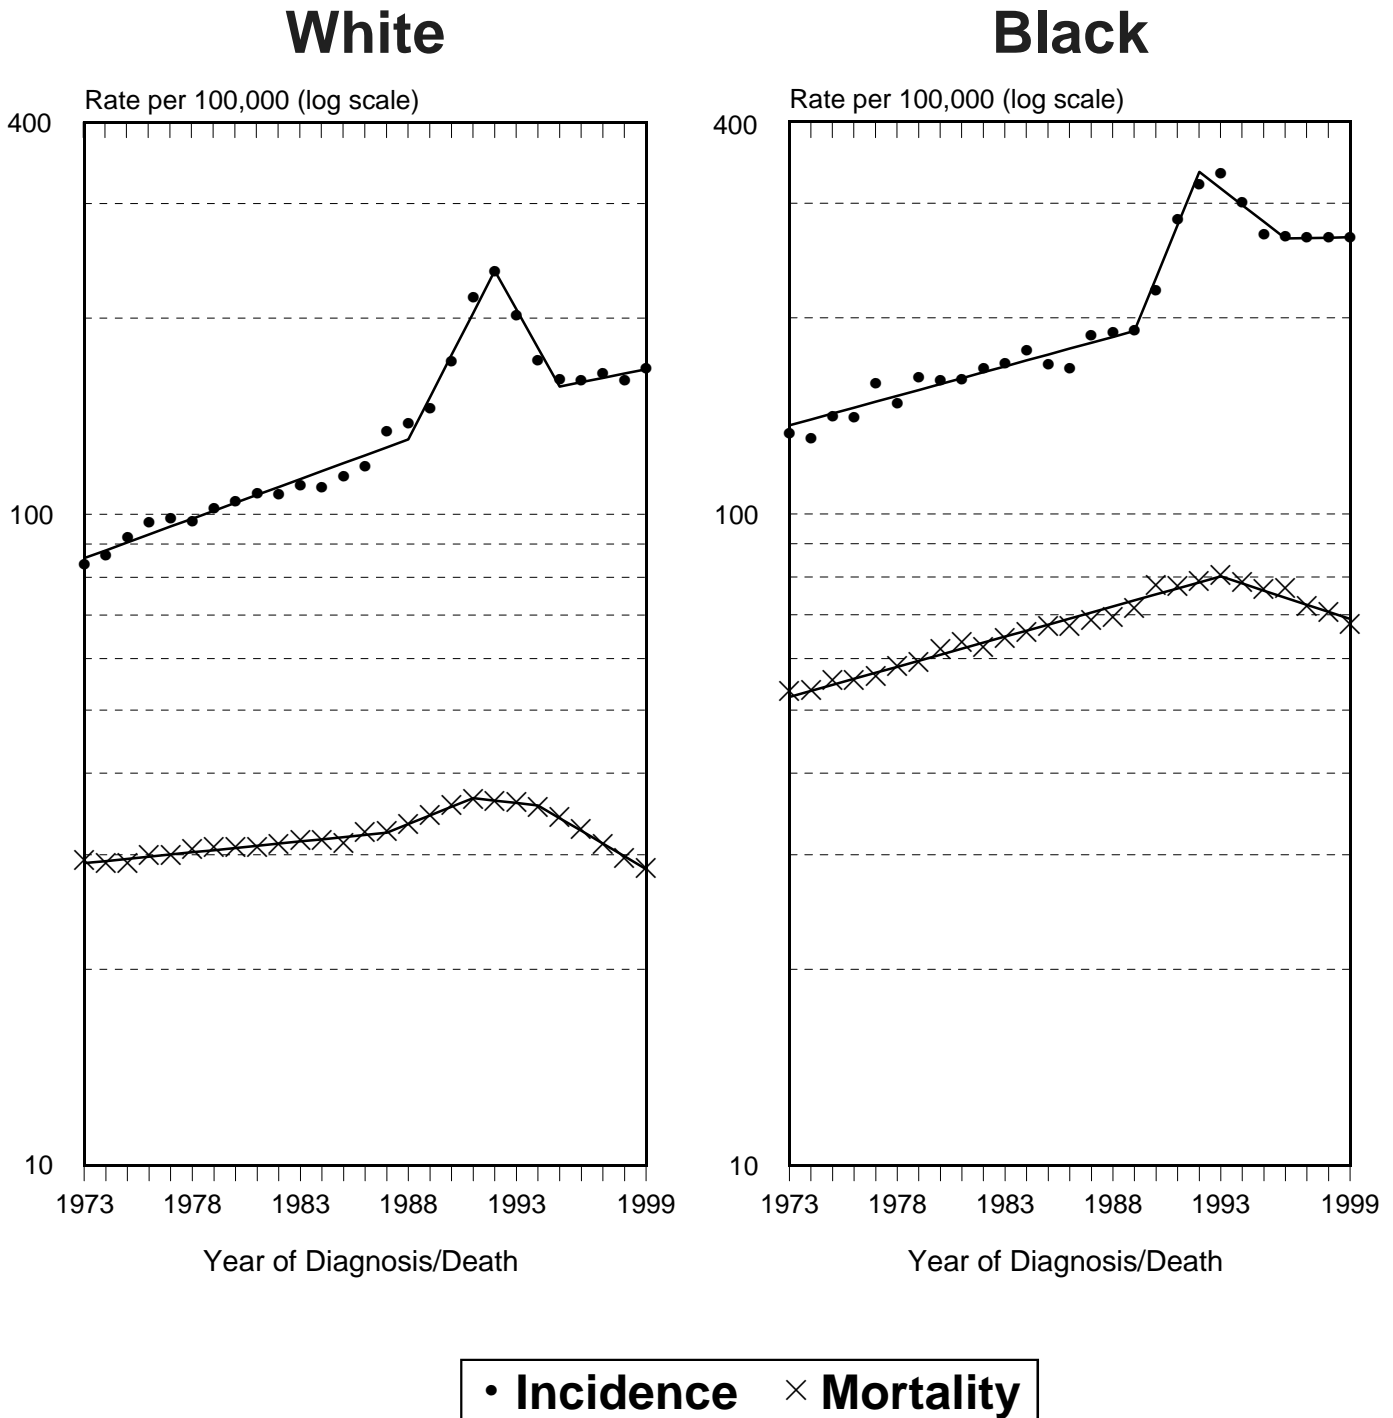 White
Rate per 100,000 (log scale)
400
100
10
1973 1978 1983 1988 1993 1999
Year of Diagnosis/Death
Black
Rate per 100,000 (log scale)
400
100
10
1973 1978 1983 1988 1993 1999
Year of Diagnosis/Death
Incidence Mortality